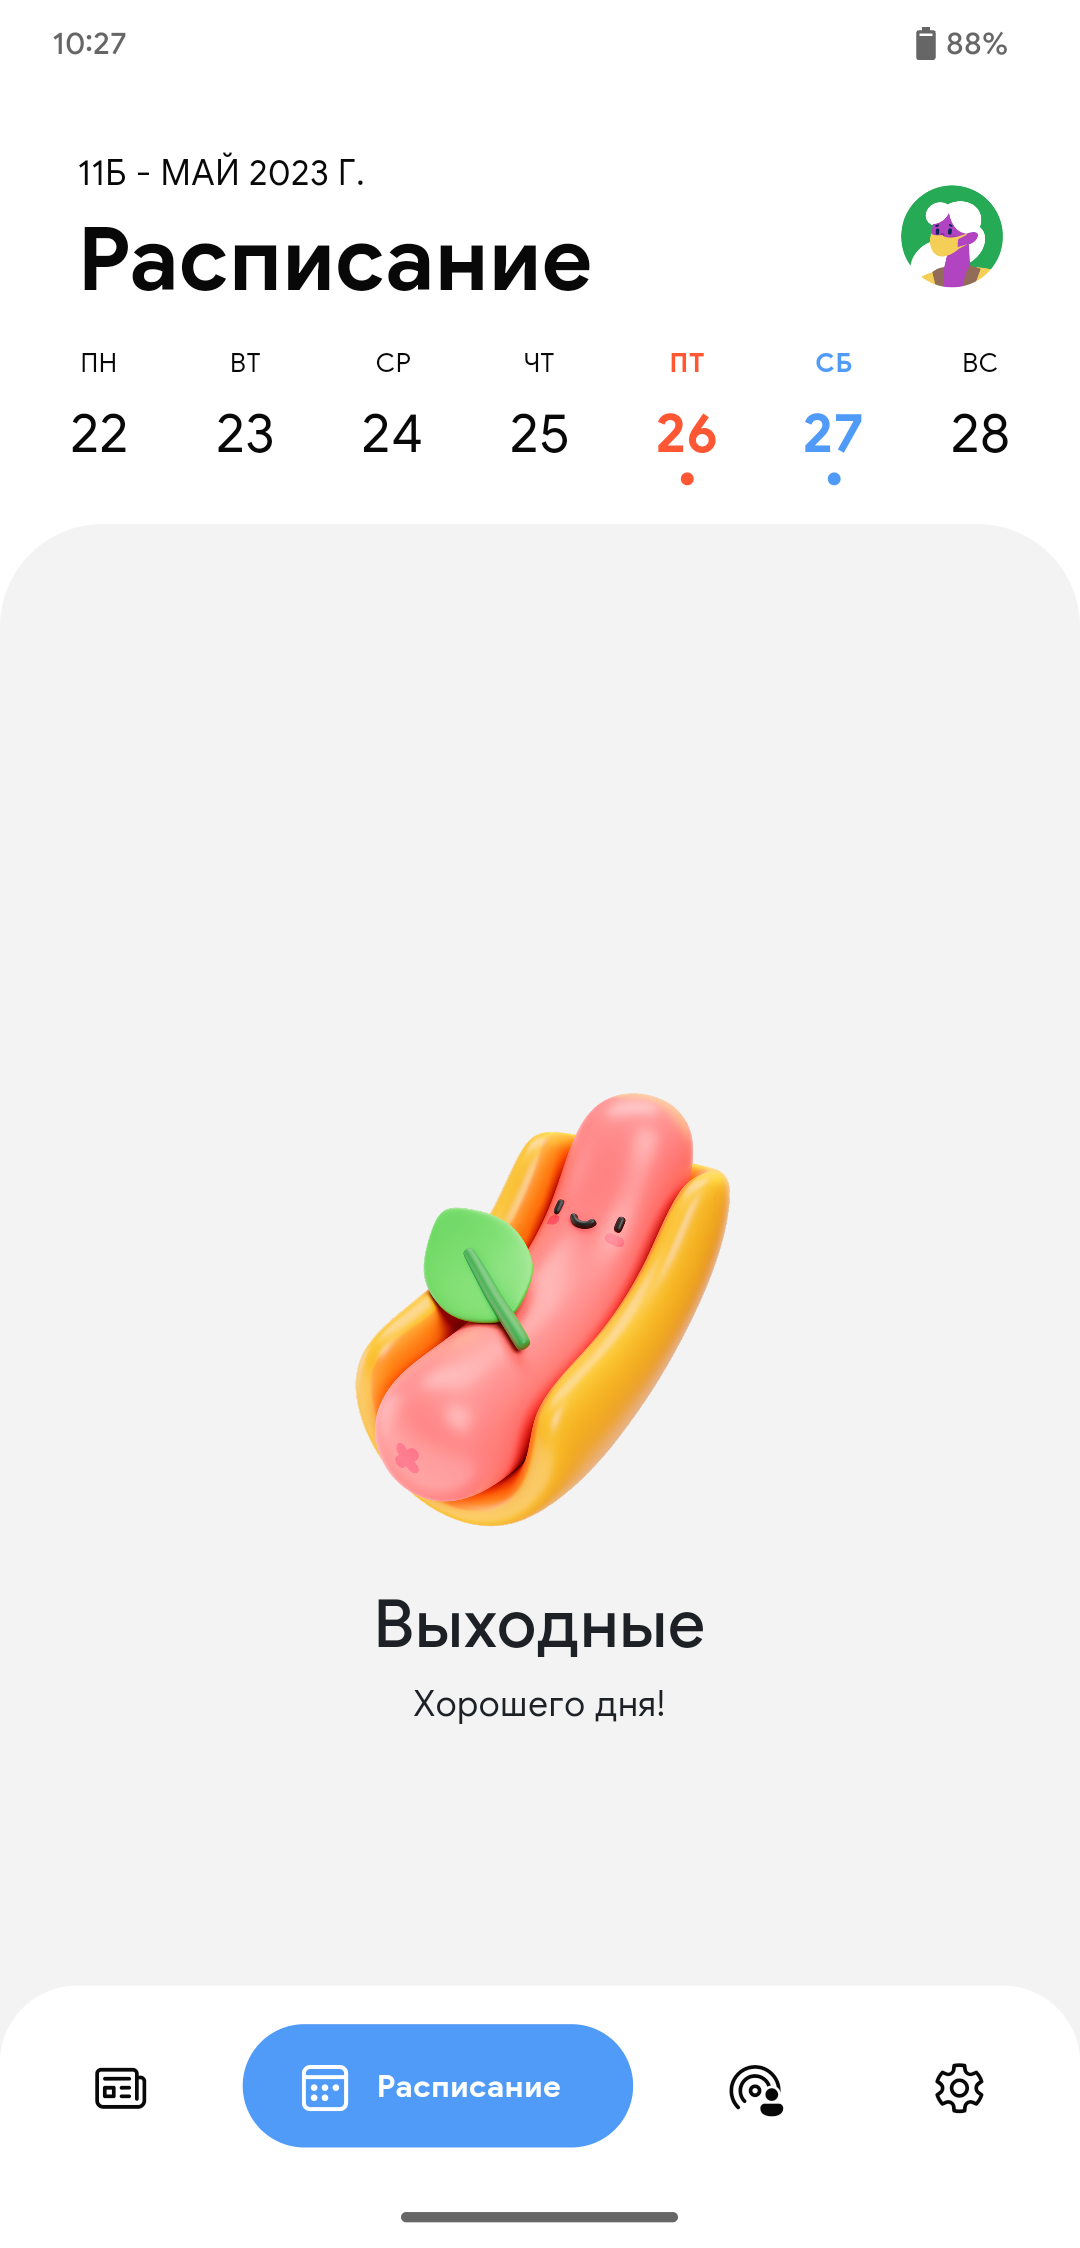 10:27 88%
11Б - МАЙ 2023 Г.
Расписание
ПН ВТ СР ЧТ ПТ СБ ВС
22 23 24 25 26 27 28
Выходные
Хорошего дня!
Расписание